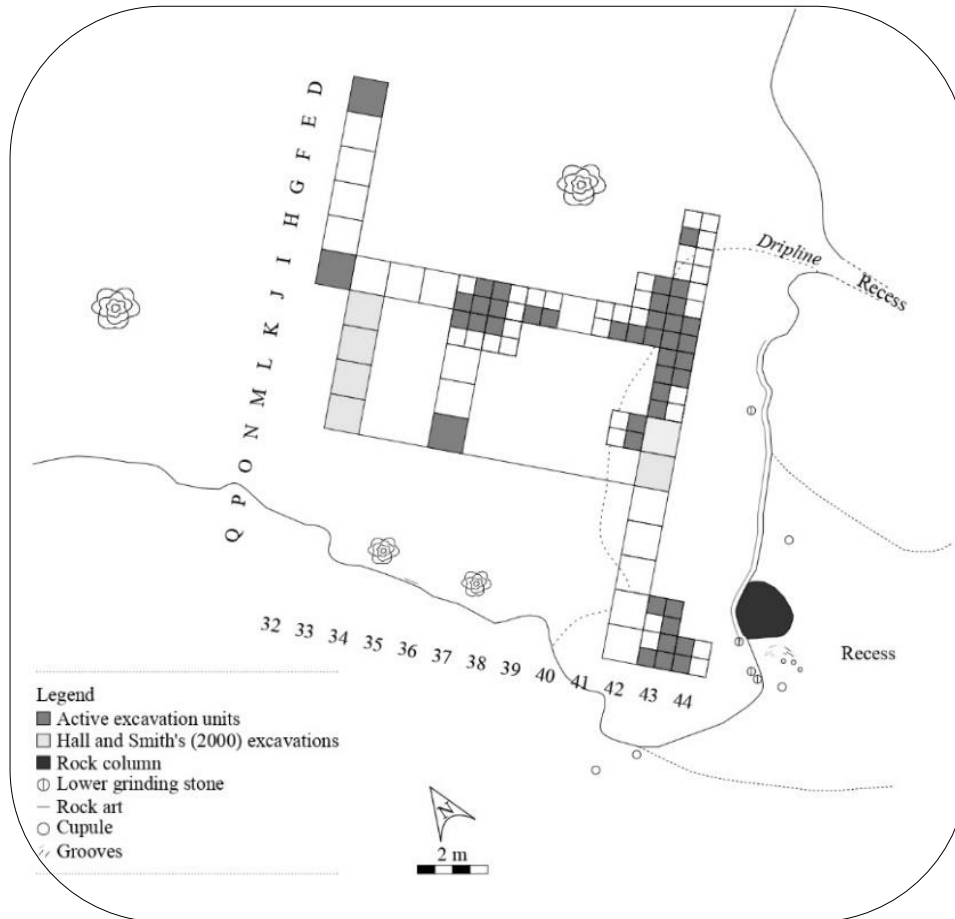 D
E
F
G
H
I
J
K
L
M
N
O
P
Q
Dripline
Recess
32 33 34 35 36 37 38 39 40 41 42 43 44
Recess
Legend
Active excavation units
Hall and Smith's (2000) excavations
Rock column
Lower grinding stone
Rock art
Cupule
Grooves
N
2 m